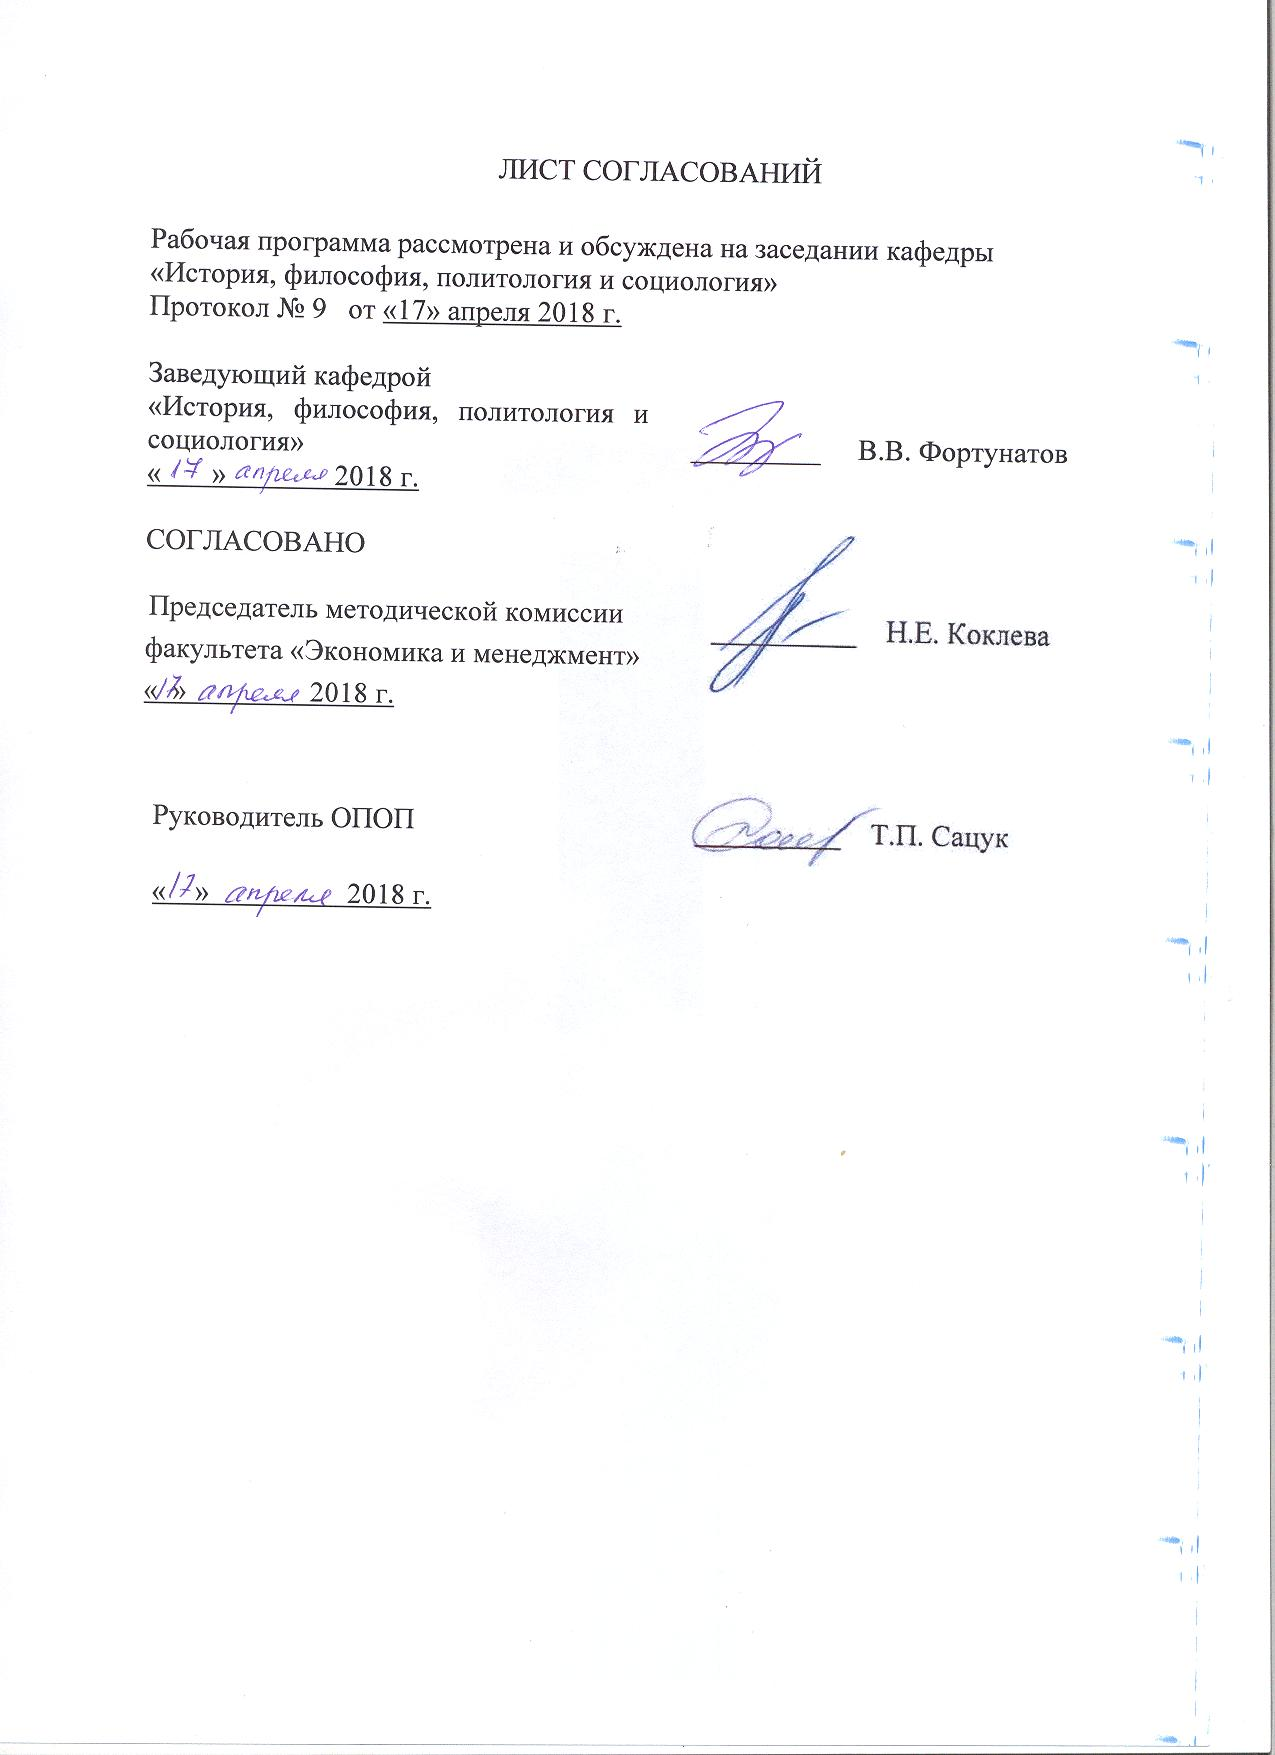 ЛИСТ СОГЛАСОВАНИЙ
Рабочая программа рассмотрена и обсуждена на заседании кафедры
«История, философия, политология и социология»
Протокол № 9 от «17» апреля 2018 г.
Заведующий кафедрой
«История, философия, политология и
социология»
В.В. Фортунатов
« 17 » апреля 2018 г.
СОГЛАСОВАНО
Председатель методической комиссии
факультета «Экономика и менеджмент»
Н.Е. Коклева
«17» апреля 2018 г.
Руководитель ОПОП
Т.П. Сацук
«17» апреля 2018 г.